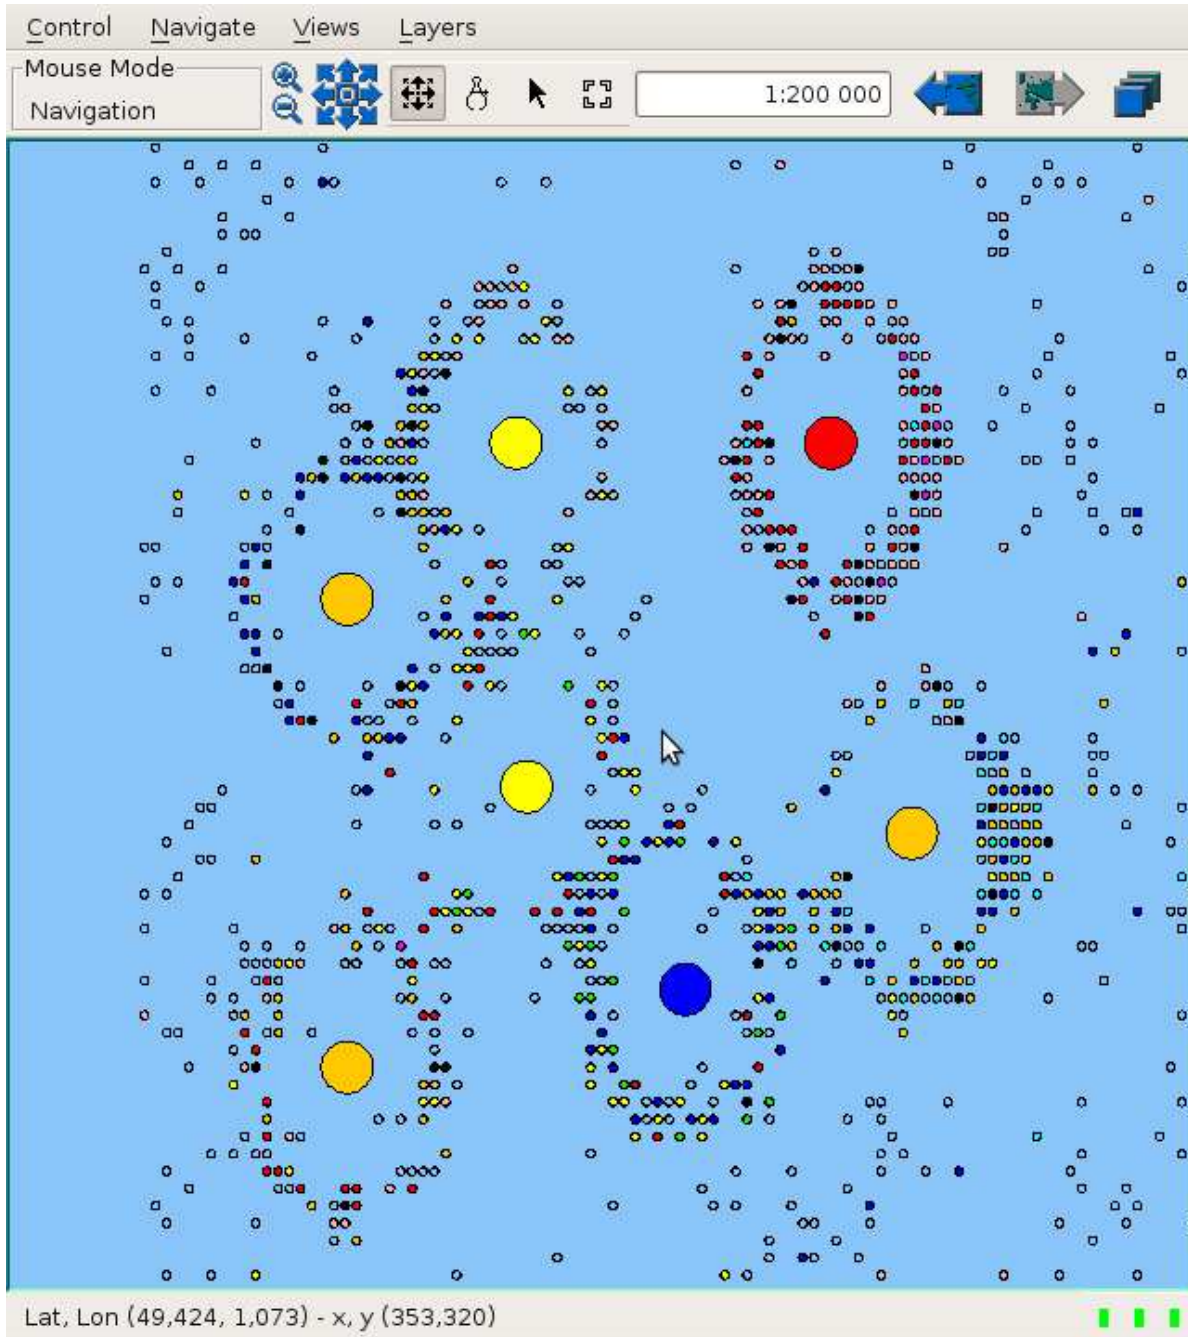 Control Navigate Views Layers
Mouse Mode
Navigation
1:200 000
Lat, Lon (49,424, 1,073) - x, y (353,320)